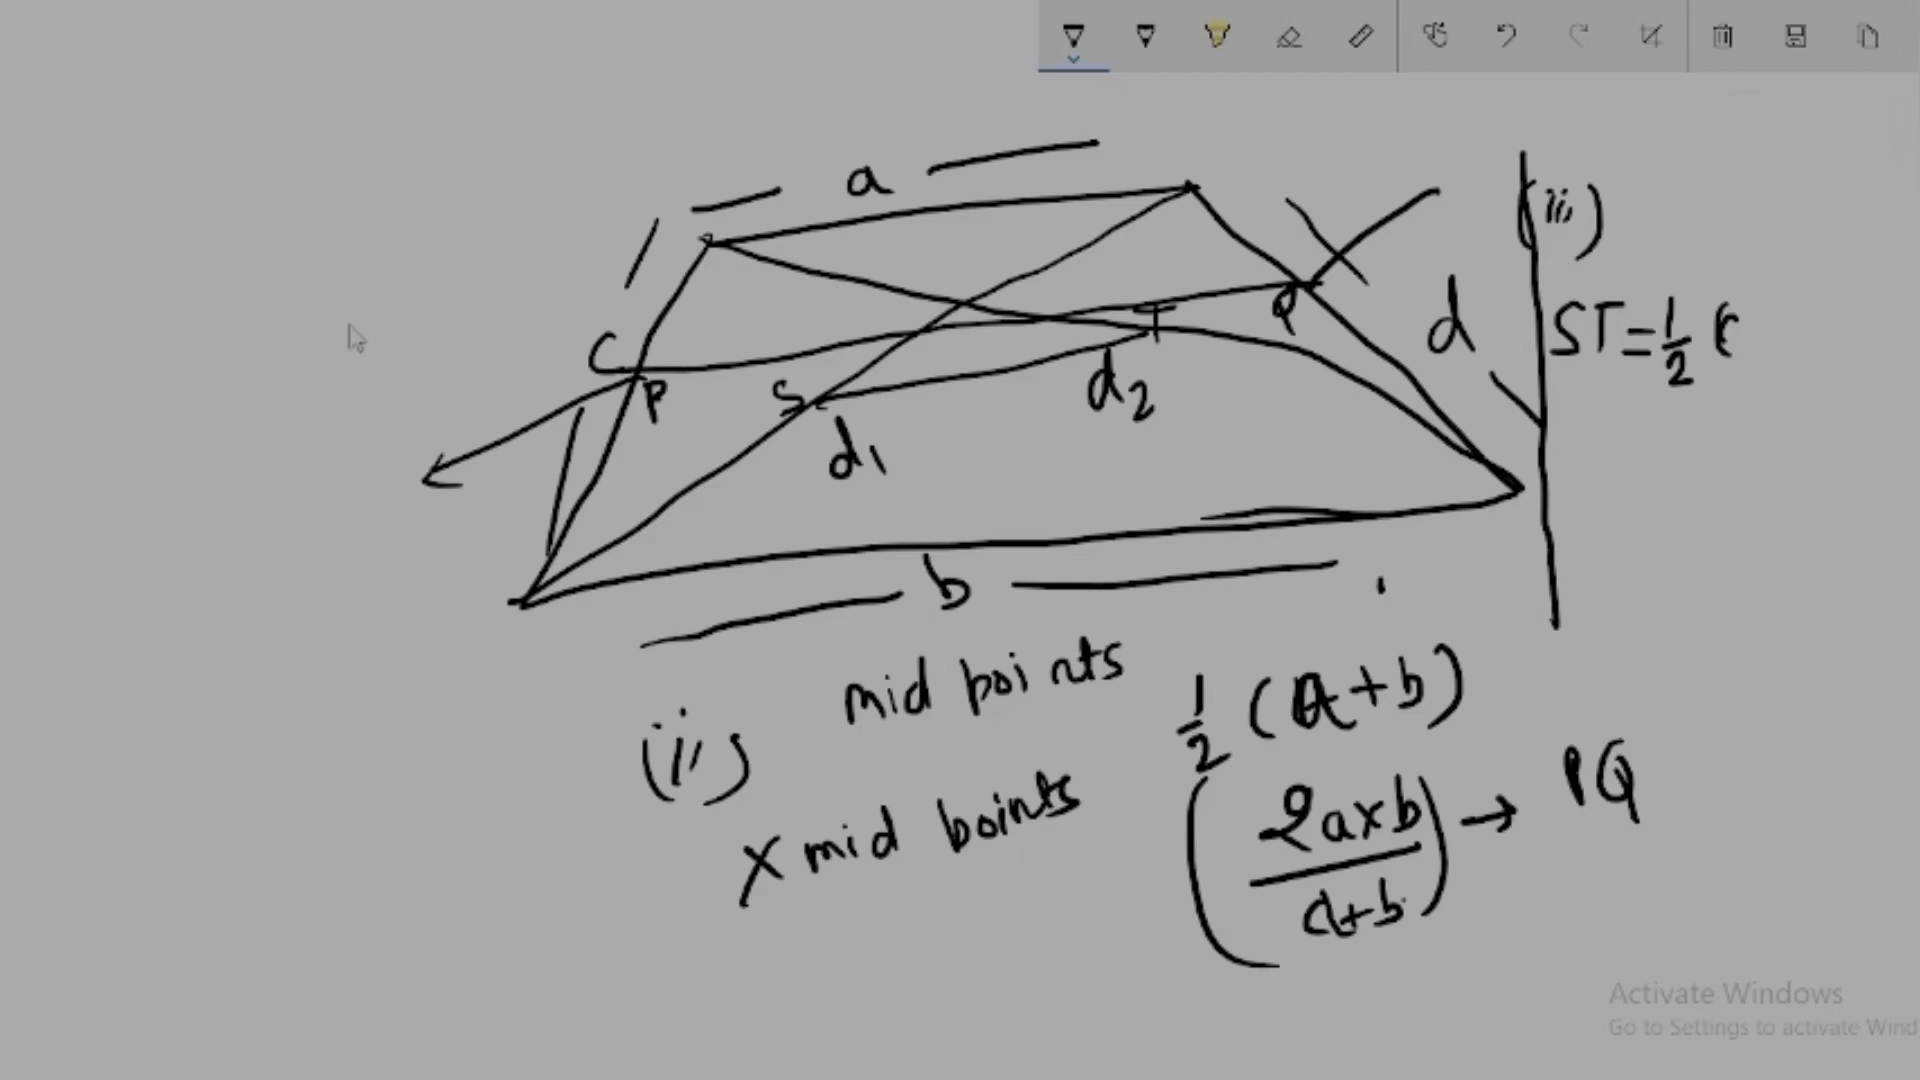 a
(iii)
d
ST = 1/2 (
C
P
S
T
Q
d1
d2
b
mid points
1/2 (a+b)
(ii)
X mid points
(2a×b / a+b) → PQ
Activate Windows
Go to Settings to activate Wind